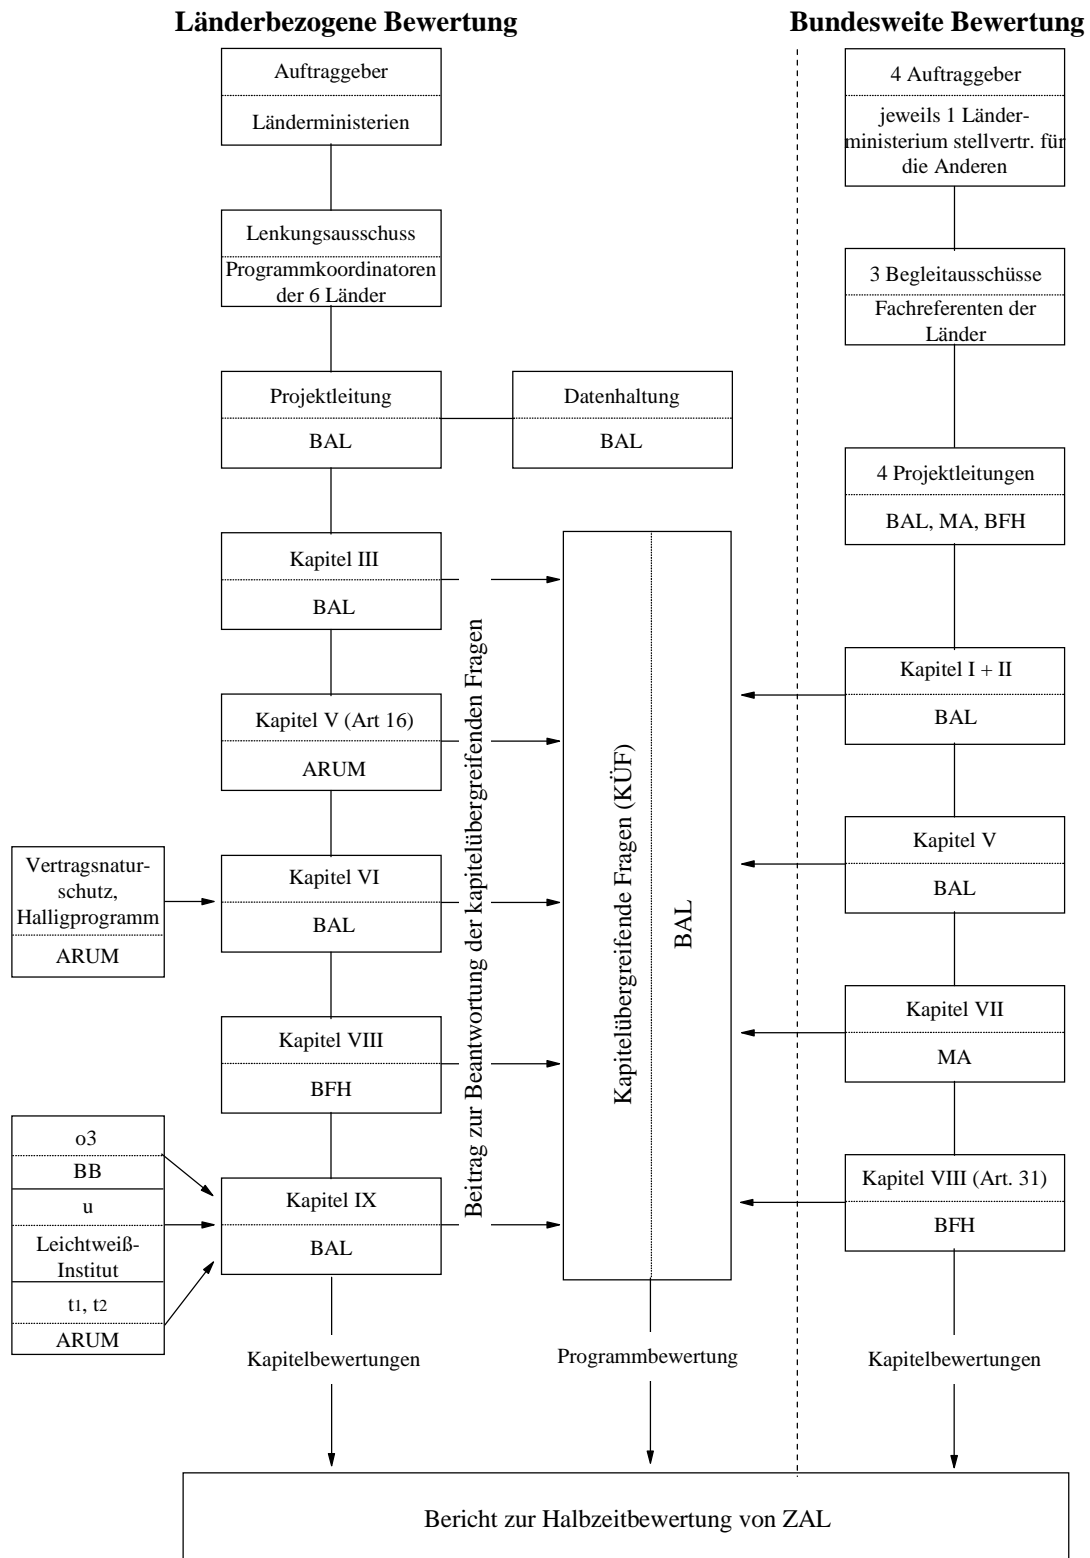 Länderbezogene Bewertung
Bundesweite Bewertung
Auftraggeber
Länderministerien
Lenkungsausschuss
Programmkoordinatoren
der 6 Länder
Projektleitung
BAL
Datenhaltung
BAL
Kapitel III
BAL
Kapitel V (Art 16)
ARUM
Vertragsnatur-
schutz,
Halligprogramm
ARUM
Kapitel VI
BAL
Kapitel VIII
BFH
o3
BB
u
Leichtweiß-
Institut
t1, t2
ARUM
Kapitel IX
BAL
Beitrag zur Beantwortung der kapitelübergreifenden Fragen
Kapitelübergreifende Fragen (KÜF)
BAL
4 Auftraggeber
jeweils 1 Länder-
ministerium stellvertr. für
die Anderen
3 Begleitausschüsse
Fachreferenten der
Länder
4 Projektleitungen
BAL, MA, BFH
Kapitel I + II
BAL
Kapitel V
BAL
Kapitel VII
MA
Kapitel VIII (Art. 31)
BFH
Kapitelbewertungen
Programmbewertung
Kapitelbewertungen
Bericht zur Halbzeitbewertung von ZAL